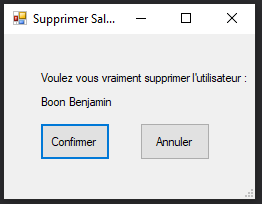 Supprimer Sal...
Voulez vous vraiment supprimer l'utilisateur :
Boon Benjamin
Confirmer
Annuler